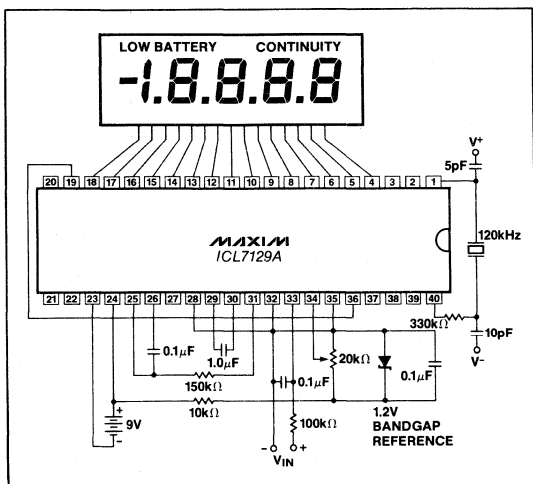 LOW BATTERY CONTINUITY
-1.8.8.8.8
V+
5pF
20 19 18 17 16 15 14 13 12 11 10 9 8 7 6 5 4 3 2 1
120kHz
MAXIM
ICL7129A
21 22 23 24 25 26 27 28 29 30 31 32 33 34 35 36 37 38 39 40
330kΩ
10pF
V-
0.1μF
1.0μF
150kΩ
0.1μF
20kΩ
0.1μF
10kΩ
100kΩ
1.2V
BANDGAP
REFERENCE
+
9V
-
- +
VIN